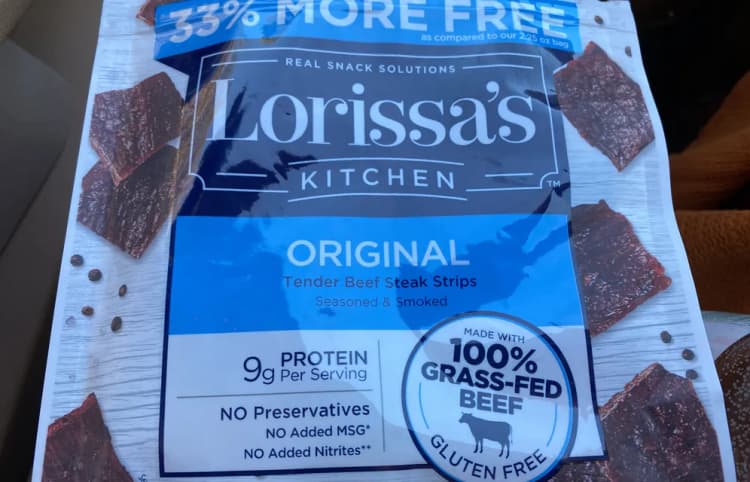 33% MORE FREE
as compared to our 2.25 oz bag
REAL SNACK SOLUTIONS
Lorissa's
KITCHEN™
ORIGINAL
Tender Beef Steak Strips
Seasoned & Smoked
9g PROTEIN
Per Serving
NO Preservatives
NO Added MSG*
NO Added Nitrites**
MADE WITH
100%
GRASS-FED
BEEF
GLUTEN FREE